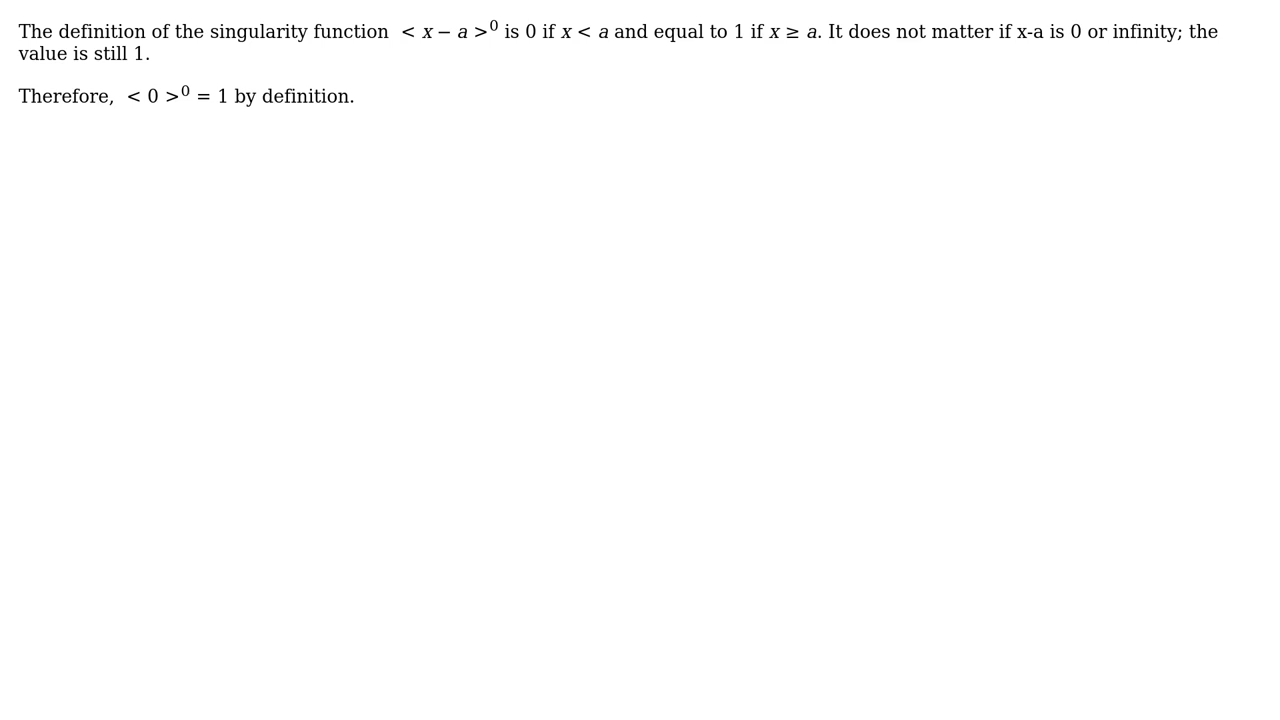 The definition of the singularity function < x − a >⁰ is 0 if x < a and equal to 1 if x ≥ a. It does not matter if x-a is 0 or infinity; the
value is still 1.
Therefore, < 0 >⁰ = 1 by definition.